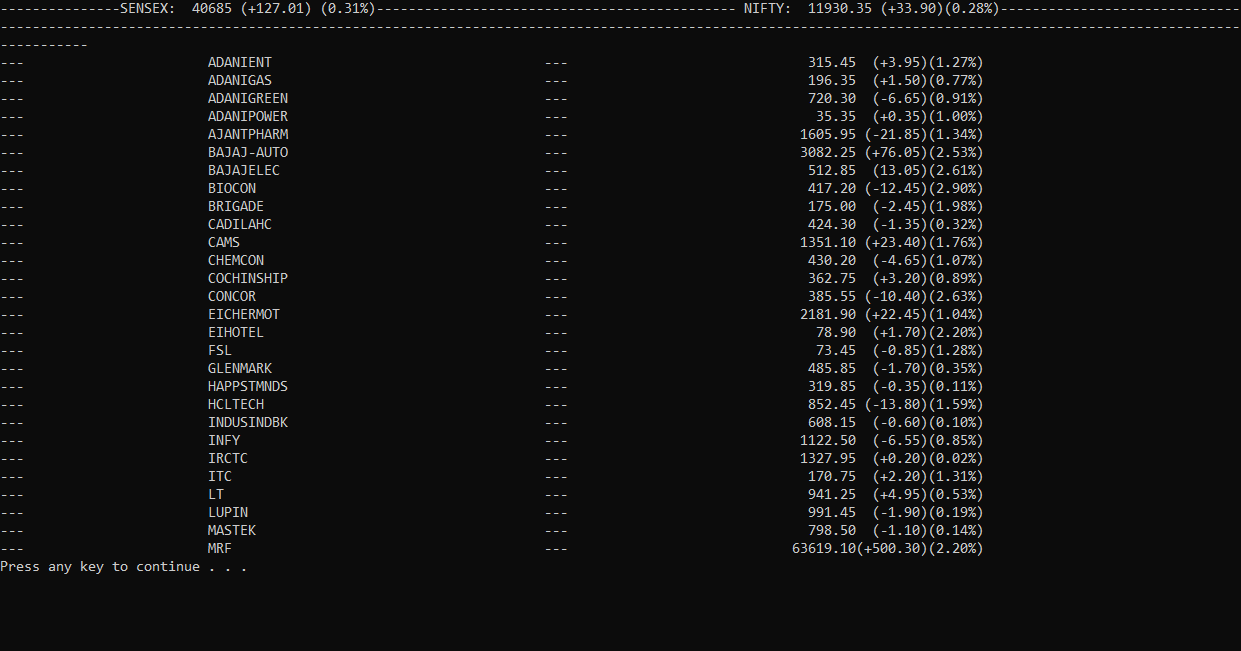 ---------------SENSEX:  40685 (+127.01) (0.31%)--------------------------------------------- NIFTY:  11930.35 (+33.90)(0.28%)------------------------------
-----------------------------------------------------------------------------------------------------------------------------------------------------------
-----------
--- ADANIENT --- 315.45 (+3.95)(1.27%)
--- ADANIGAS --- 196.35 (+1.50)(0.77%)
--- ADANIGREEN --- 720.30 (-6.65)(0.91%)
--- ADANIPOWER --- 35.35 (+0.35)(1.00%)
--- AJANTPHARM --- 1605.95 (-21.85)(1.34%)
--- BAJAJ-AUTO --- 3082.25 (+76.05)(2.53%)
--- BAJAJELEC --- 512.85 (13.05)(2.61%)
--- BIOCON --- 417.20 (-12.45)(2.90%)
--- BRIGADE --- 175.00 (-2.45)(1.98%)
--- CADILAHC --- 424.30 (-1.35)(0.32%)
--- CAMS --- 1351.10 (+23.40)(1.76%)
--- CHEMCON --- 430.20 (-4.65)(1.07%)
--- COCHINSHIP --- 362.75 (+3.20)(0.89%)
--- CONCOR --- 385.55 (-10.40)(2.63%)
--- EICHERMOT --- 2181.90 (+22.45)(1.04%)
--- EIHOTEL --- 78.90 (+1.70)(2.20%)
--- FSL --- 73.45 (-0.85)(1.28%)
--- GLENMARK --- 485.85 (-1.70)(0.35%)
--- HAPPSTMNDS --- 319.85 (-0.35)(0.11%)
--- HCLTECH --- 852.45 (-13.80)(1.59%)
--- INDUSINDBK --- 608.15 (-0.60)(0.10%)
--- INFY --- 1122.50 (-6.55)(0.85%)
--- IRCTC --- 1327.95 (+0.20)(0.02%)
--- ITC --- 170.75 (+2.20)(1.31%)
--- LT --- 941.25 (+4.95)(0.53%)
--- LUPIN --- 991.45 (-1.90)(0.19%)
--- MASTEK --- 798.50 (-1.10)(0.14%)
--- MRF --- 63619.10(+500.30)(2.20%)
Press any key to continue . . .